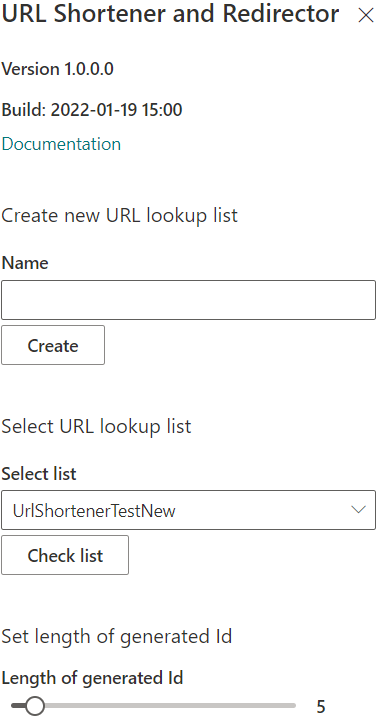 URL Shortener and Redirector
Version 1.0.0.0
Build: 2022-01-19 15:00
Documentation
Create new URL lookup list
Name
Create
Select URL lookup list
Select list
UrlShortenerTestNew
Check list
Set length of generated Id
Length of generated Id
5